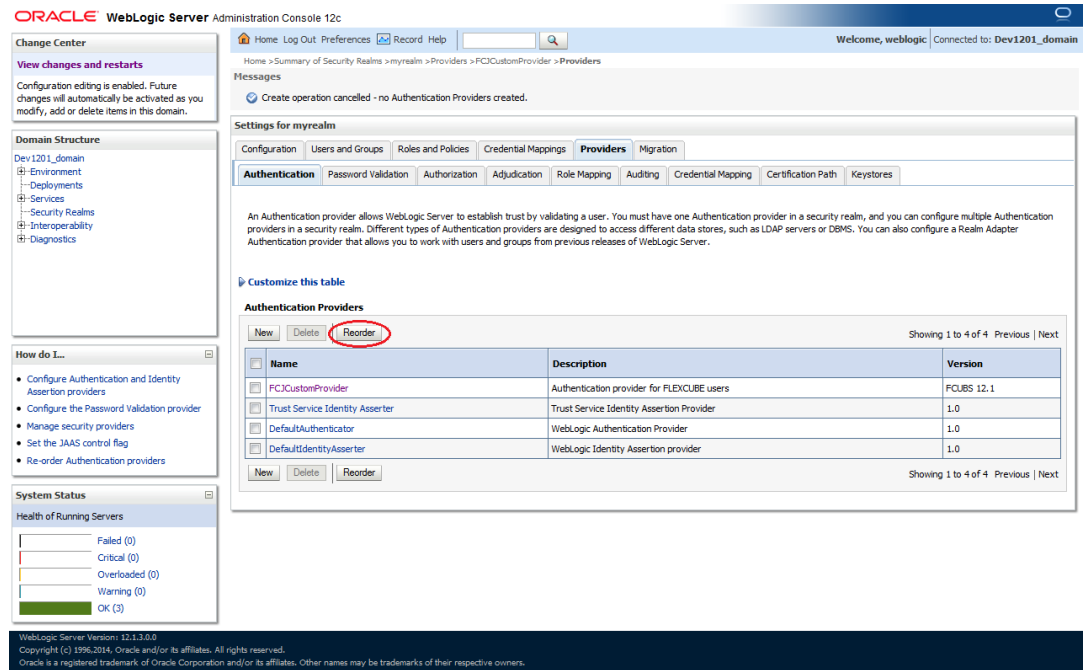 ORACLE® WebLogic Server Administration Console 12c
Change Center
View changes and restarts
Configuration editing is enabled. Future
changes will automatically be activated as you
modify, add or delete items in this domain.
Domain Structure
Dev1201_domain
Environment
Deployments
Services
Security Realms
Interoperability
Diagnostics
How do I...
Configure Authentication and Identity
Assertion providers
Configure the Password Validation provider
Manage security providers
Set the JAAS control flag
Re-order Authentication providers
System Status
Health of Running Servers
Failed (0)
Critical (0)
Overloaded (0)
Warning (0)
OK (3)
Home Log Out Preferences Record Help
Welcome, weblogic Connected to: Dev1201_domain
Home >Summary of Security Realms >myrealm >Providers >FCJCustomProvider >Providers
Messages
Create operation cancelled - no Authentication Providers created.
Settings for myrealm
Configuration Users and Groups Roles and Policies Credential Mappings Providers Migration
Authentication Password Validation Authorization Adjudication Role Mapping Auditing Credential Mapping Certification Path Keystores
An Authentication provider allows WebLogic Server to establish trust by validating a user. You must have one Authentication provider in a security realm, and you can configure multiple Authentication
providers in a security realm. Different types of Authentication providers are designed to access different data stores, such as LDAP servers or DBMS. You can also configure a Realm Adapter
Authentication provider that allows you to work with users and groups from previous releases of WebLogic Server.
Customize this table
Authentication Providers
New Delete Reorder Showing 1 to 4 of 4 Previous | Next
Name Description Version
FCJCustomProvider Authentication provider for FLEXCUBE users FCUBS 12.1
Trust Service Identity Asserter Trust Service Identity Assertion Provider 1.0
DefaultAuthenticator WebLogic Authentication Provider 1.0
DefaultIdentityAsserter WebLogic Identity Assertion provider 1.0
New Delete Reorder Showing 1 to 4 of 4 Previous | Next
WebLogic Server Version: 12.1.3.0.0
Copyright (c) 1996,2014, Oracle and/or its affiliates. All rights reserved.
Oracle is a registered trademark of Oracle Corporation and/or its affiliates. Other names may be trademarks of their respective owners.